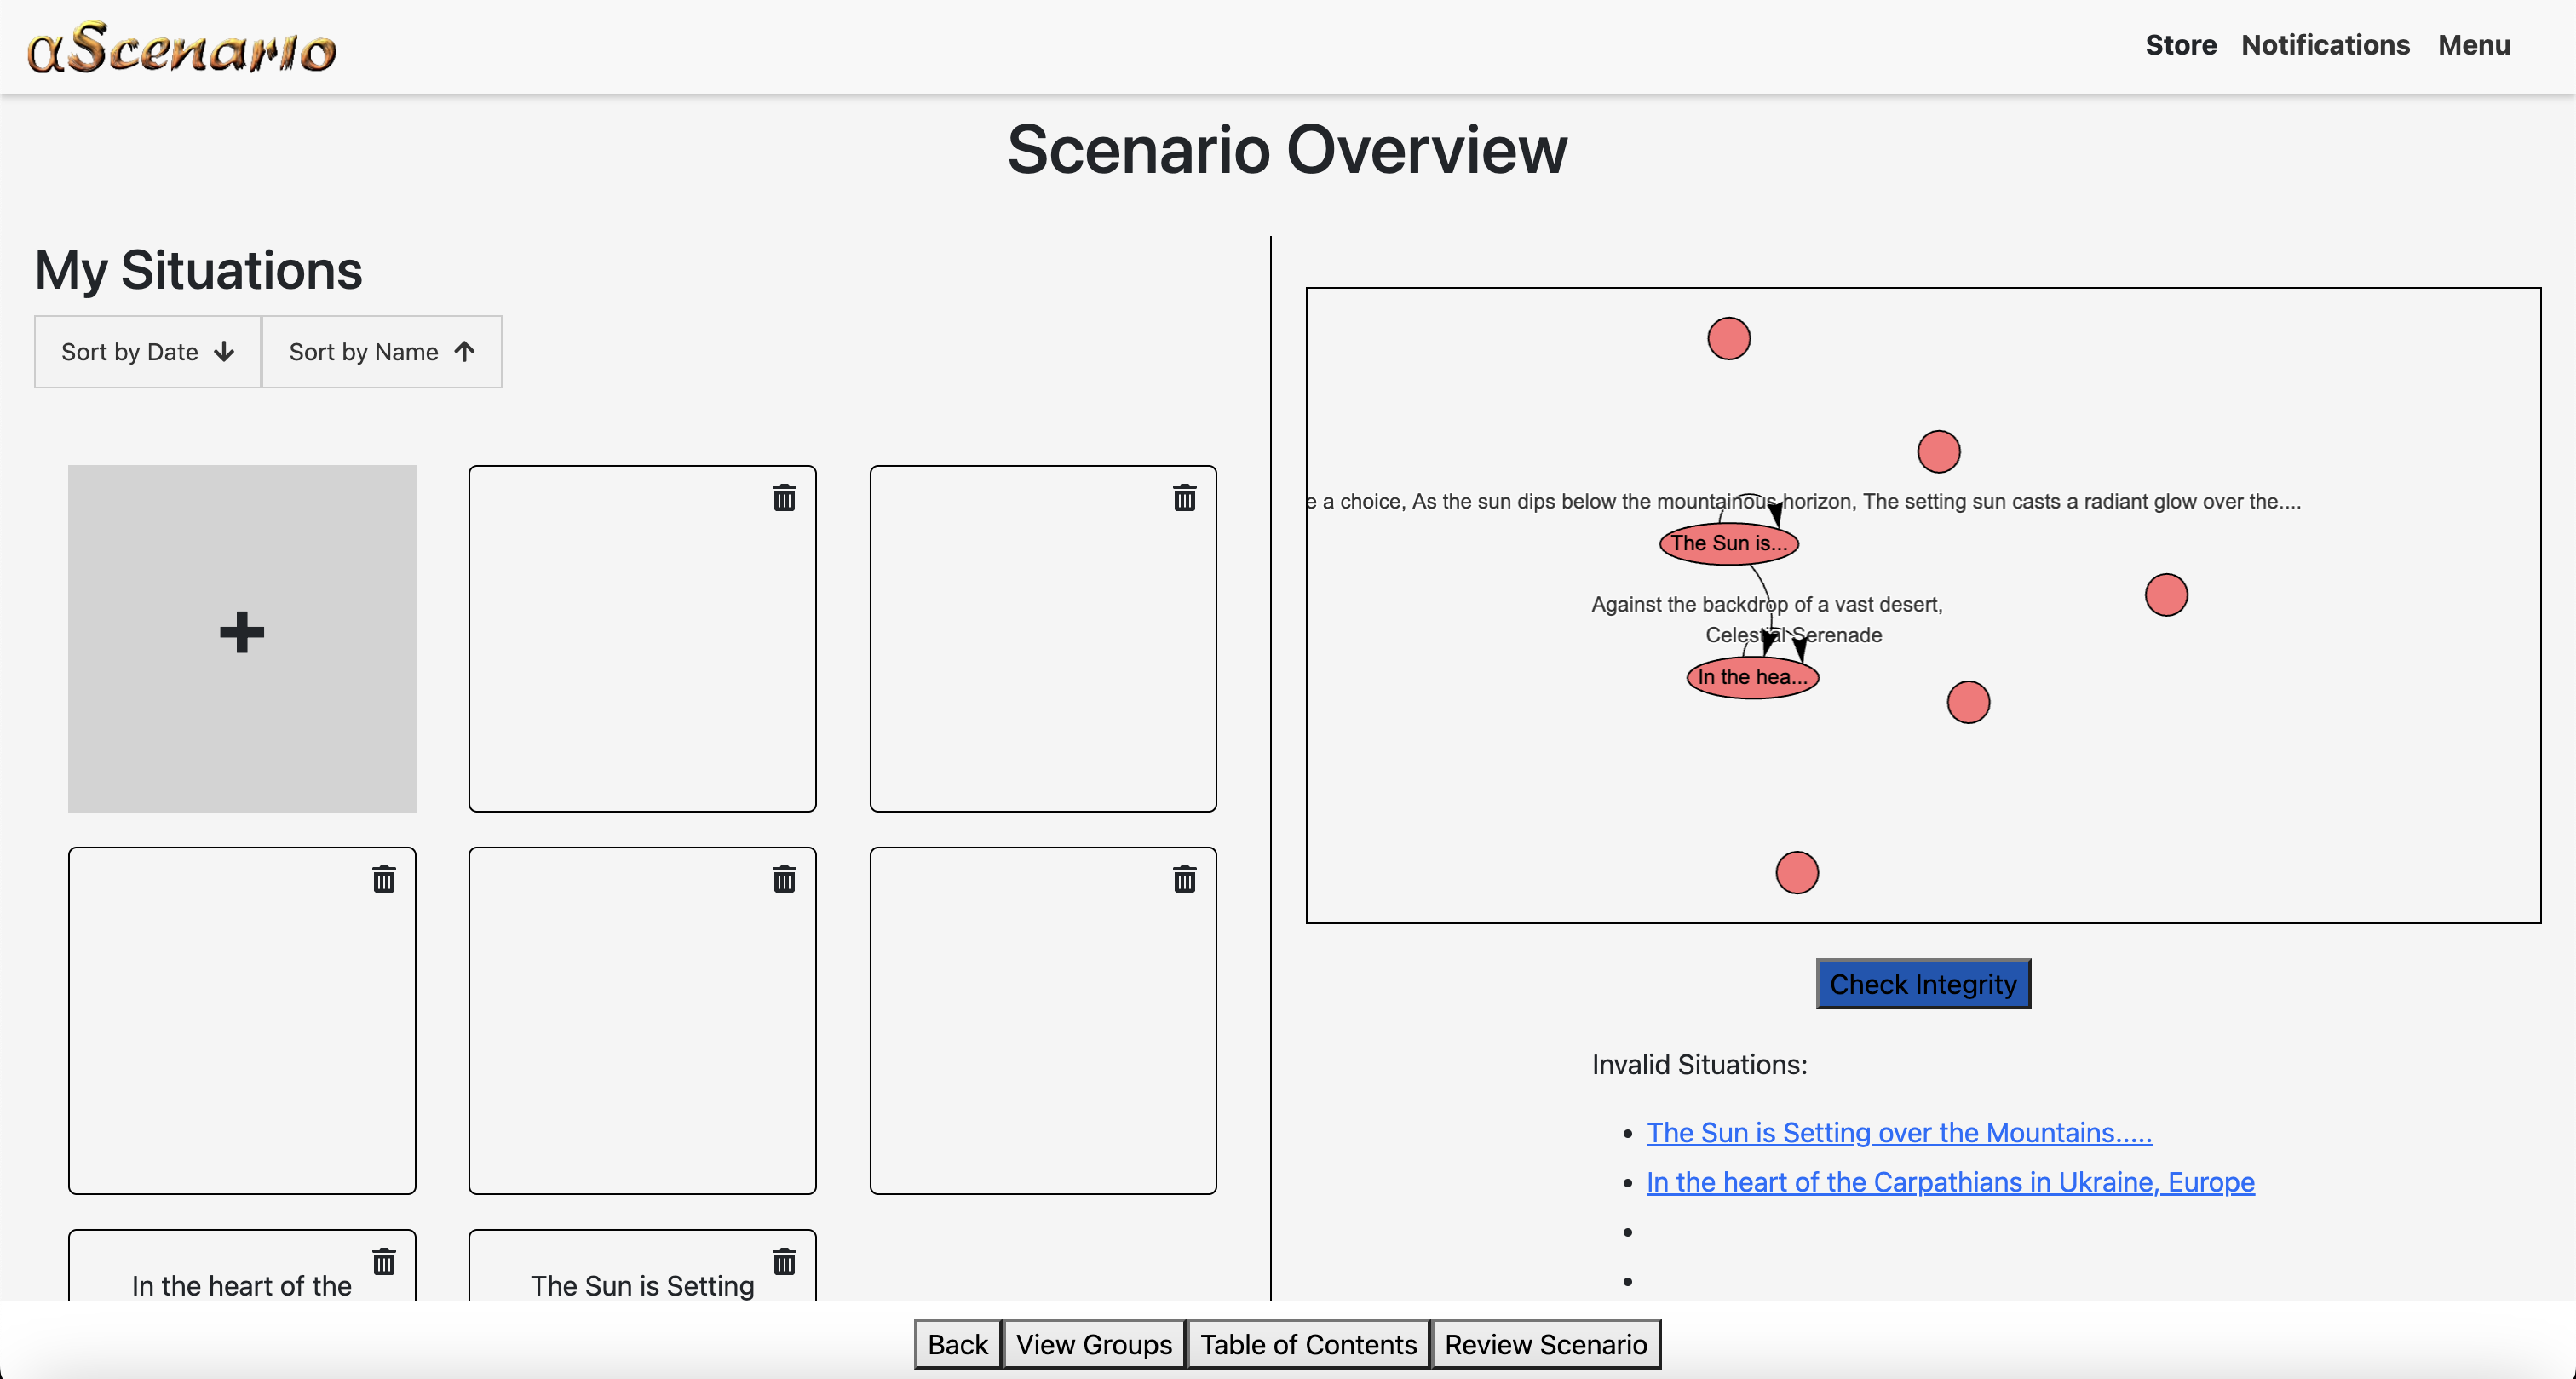 αScenario
Store Notifications Menu
Scenario Overview
My Situations
Sort by Date
Sort by Name
In the heart of the
The Sun is Setting
e a choice, As the sun dips below the mountainous horizon, The setting sun casts a radiant glow over the....
The Sun is...
Against the backdrop of a vast desert,
Celestial Serenade
In the hea...
Check Integrity
Invalid Situations:
The Sun is Setting over the Mountains.....
In the heart of the Carpathians in Ukraine, Europe
Back View Groups Table of Contents Review Scenario